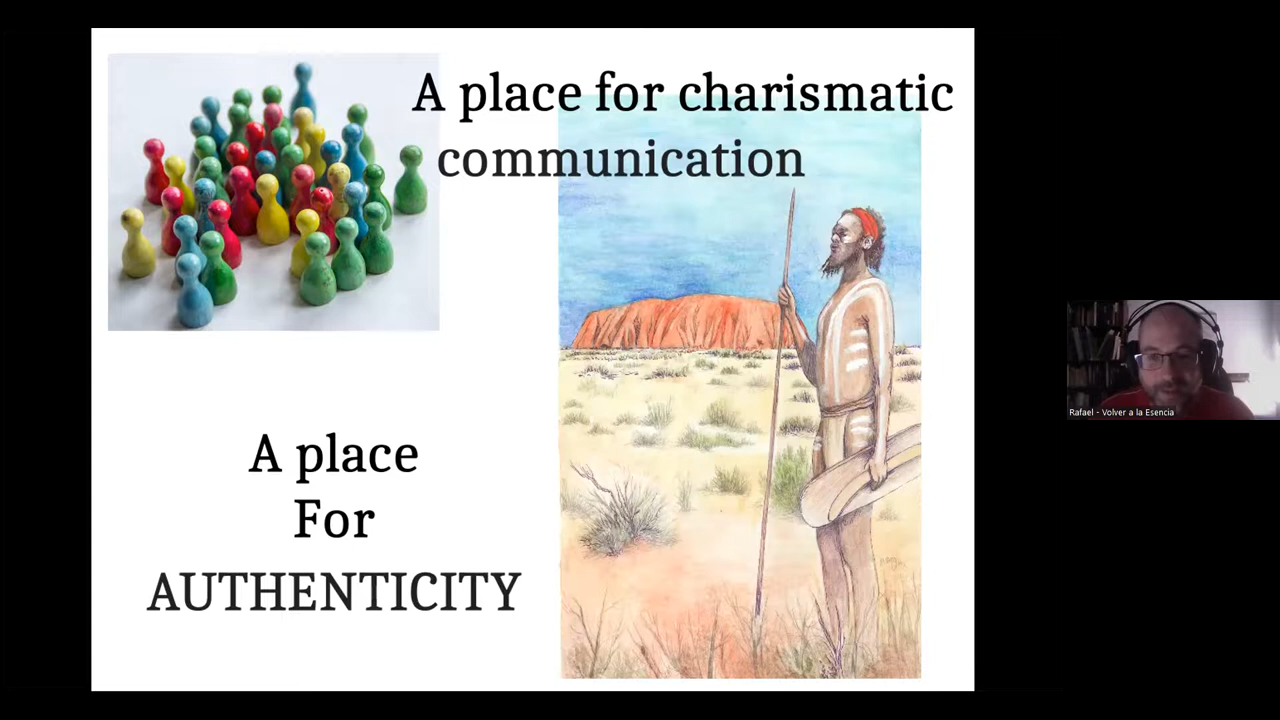 A place for charismatic
communication
A place
For
AUTHENTICITY
Rafael - Volver a la Esencia